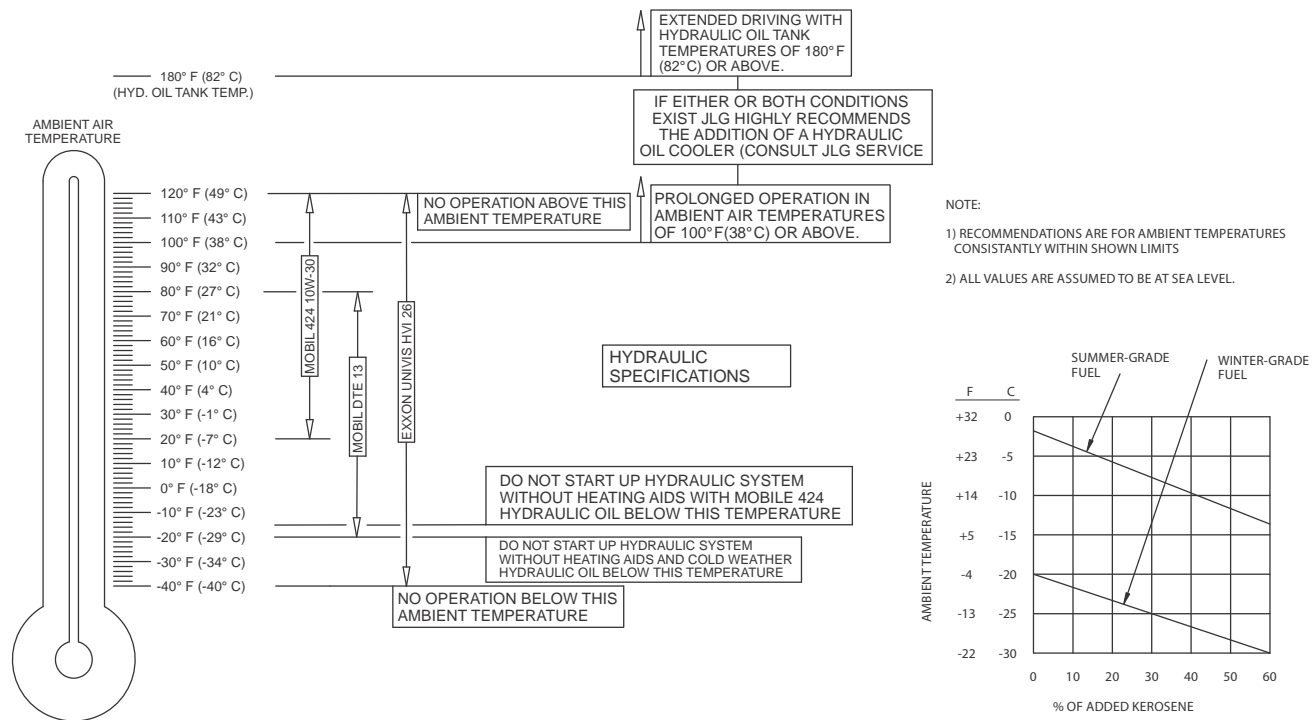 180° F (82° C)
(HYD. OIL TANK TEMP.)
EXTENDED DRIVING WITH
HYDRAULIC OIL TANK
TEMPERATURES OF 180°F
(82°C) OR ABOVE.
IF EITHER OR BOTH CONDITIONS
EXIST JLG HIGHLY RECOMMENDS
THE ADDITION OF A HYDRAULIC
OIL COOLER (CONSULT JLG SERVICE
AMBIENT AIR
TEMPERATURE
120° F (49° C)
110° F (43° C)
100° F (38° C)
90° F (32° C)
80° F (27° C)
70° F (21° C)
60° F (16° C)
50° F (10° C)
40° F (4° C)
30° F (-1° C)
20° F (-7° C)
10° F (-12° C)
0° F (-18° C)
-10° F (-23° C)
-20° F (-29° C)
-30° F (-34° C)
-40° F (-40° C)
MOBIL 424 10W-30
MOBIL DTE 13
EXXON UNIVIS HVI 26
NO OPERATION ABOVE THIS
AMBIENT TEMPERATURE
PROLONGED OPERATION IN
AMBIENT AIR TEMPERATURES
OF 100°F(38°C) OR ABOVE.
HYDRAULIC
SPECIFICATIONS
DO NOT START UP HYDRAULIC SYSTEM
WITHOUT HEATING AIDS WITH MOBILE 424
HYDRAULIC OIL BELOW THIS TEMPERATURE
DO NOT START UP HYDRAULIC SYSTEM
WITHOUT HEATING AIDS AND COLD WEATHER
HYDRAULIC OIL BELOW THIS TEMPERATURE
NO OPERATION BELOW THIS
AMBIENT TEMPERATURE
NOTE:
1) RECOMMENDATIONS ARE FOR AMBIENT TEMPERATURES
CONSISTANTLY WITHIN SHOWN LIMITS
2) ALL VALUES ARE ASSUMED TO BE AT SEA LEVEL.
SUMMER-GRADE
FUEL
WINTER-GRADE
FUEL
F C
+32 0
+23 -5
+14 -10
+5 -15
-4 -20
-13 -25
-22 -30
AMBIENT TEMPERATURE
0 10 20 30 40 50 60
% OF ADDED KEROSENE